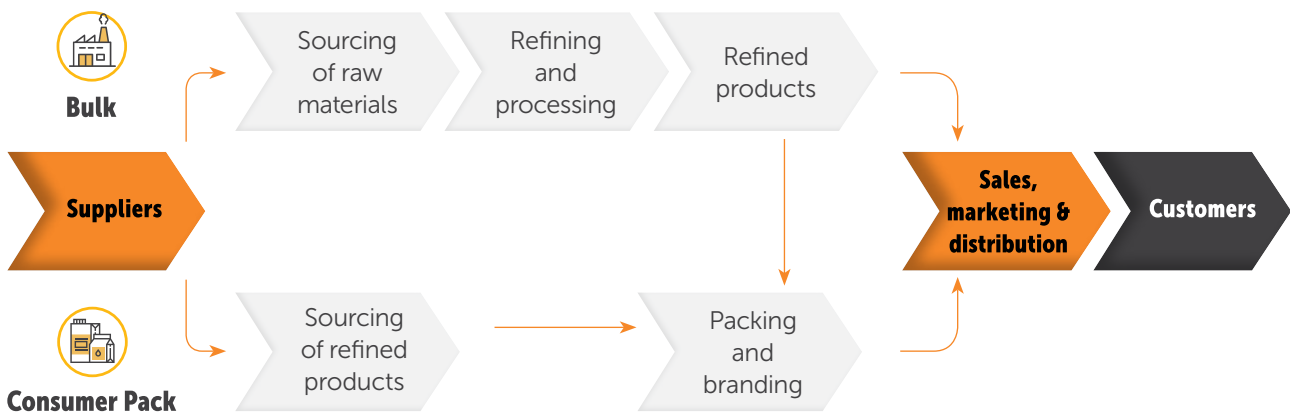 Bulk
Sourcing
of raw
materials
Refining
and
processing
Refined
products
Suppliers
Sales,
marketing &
distribution
Customers
Consumer Pack
Sourcing
of refined
products
Packing
and
branding